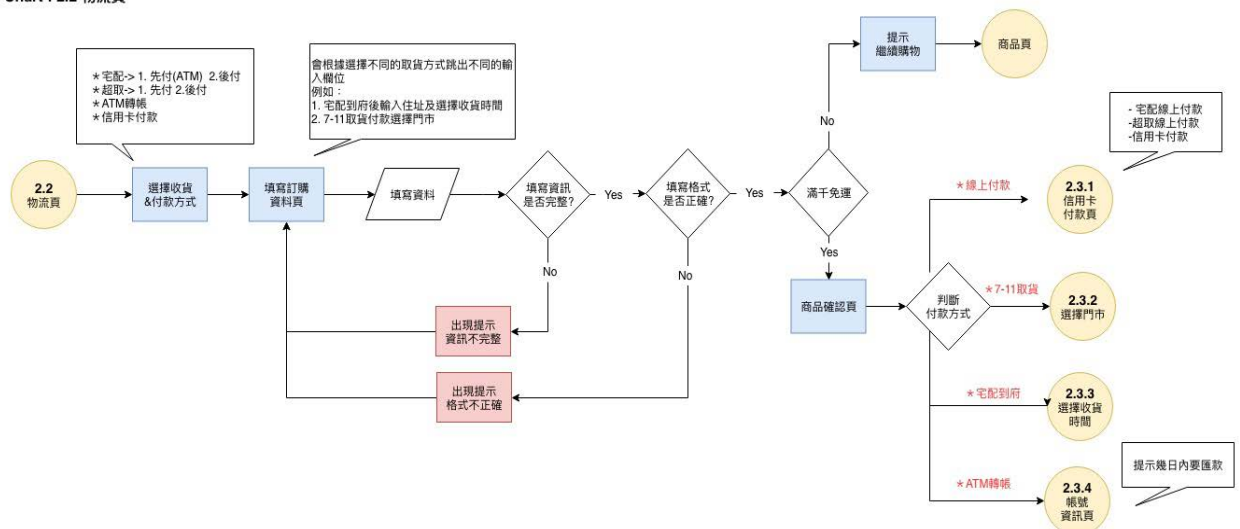 ＊宅配-> 1. 先付(ATM)  2.後付
＊超取-> 1. 先付 2.後付
＊ATM轉帳
＊信用卡付款
會根據選擇不同的取貨方式跳出不同的輸
入欄位
例如：
1. 宅配到府後輸入住址及選擇收貨時間
2. 7-11取貨付款選擇門市
提示
繼續購物
商品頁
No
- 宅配線上付款
-超取線上付款
-信用卡付款
2.2
物流頁
選擇收貨
&付款方式
填寫訂購
資料頁
填寫資料
填寫資訊
是否完整?
Yes
填寫格式
是否正確?
Yes
滿千免運
＊線上付款
2.3.1
信用卡
付款頁
No
No
Yes
商品確認頁
判斷
付款方式
＊7-11取貨
2.3.2
選擇門市
出現提示
資訊不完整
出現提示
格式不正確
＊宅配到府
2.3.3
選擇收貨
時間
＊ATM轉帳
2.3.4
帳號
資訊頁
提示幾日內要匯款